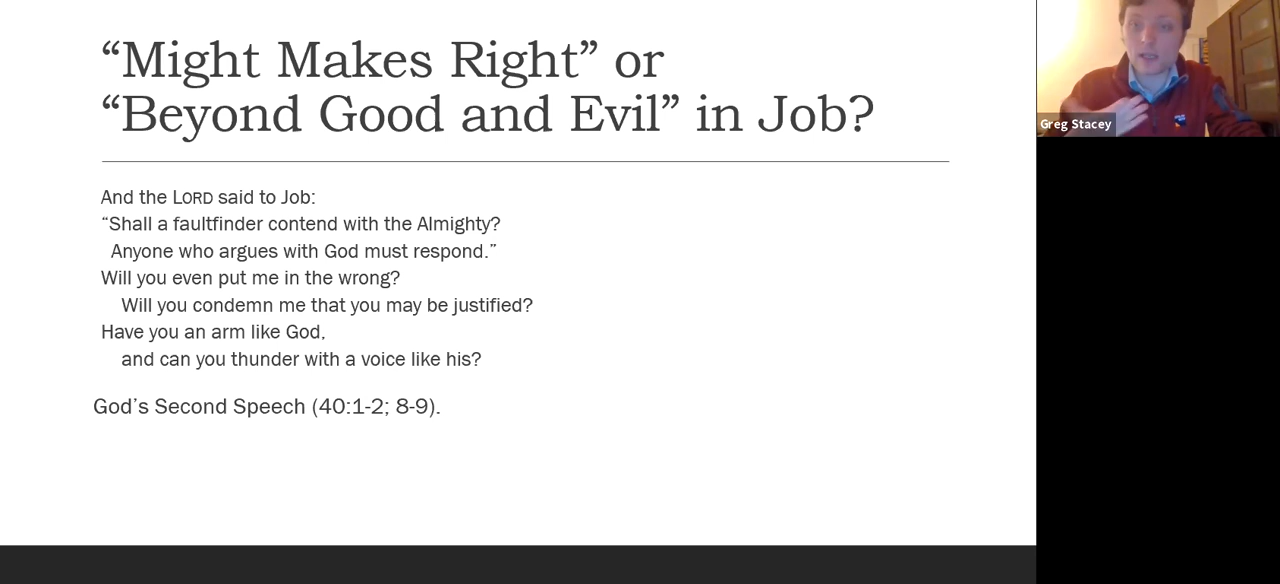 “Might Makes Right” or
“Beyond Good and Evil” in Job?
And the LORD said to Job:
“Shall a faultfinder contend with the Almighty?
Anyone who argues with God must respond.”
Will you even put me in the wrong?
Will you condemn me that you may be justified?
Have you an arm like God,
and can you thunder with a voice like his?
God’s Second Speech (40:1-2; 8-9).
Greg Stacey